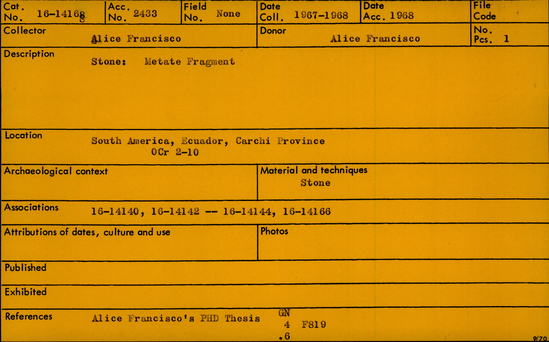 Cat. No. 16-14168 Acc. No. 2433 Field No. None Date Coll. 1967-1968 Date Acc. 1968 File Code
Collector Alice Francisco Donor Alice Francisco No. Pcs. 1
Description
Stone: Metate Fragment
Location South America, Ecuador, Carchi Province
OCr 2-10
Archaeological context Material and techniques
Stone
Associations 16-14140, 16-14142 -- 16-14144, 16-14166
Attributions of dates, culture and use Photos
Published
Exhibited
References Alice Francisco's PHD Thesis GN
4 F819
.6
9/70